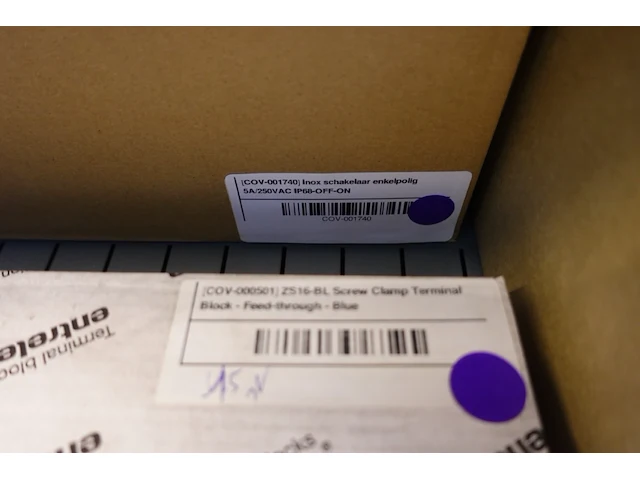 [COV-001740] Inox schakelaar enkelpolig
5A/250VAC IP68-OFF-ON
COV-001740
[COV-000501] ZS16-BL Screw Clamp Terminal
Block - Feed-through - Blue
Terminal bloc
entrele